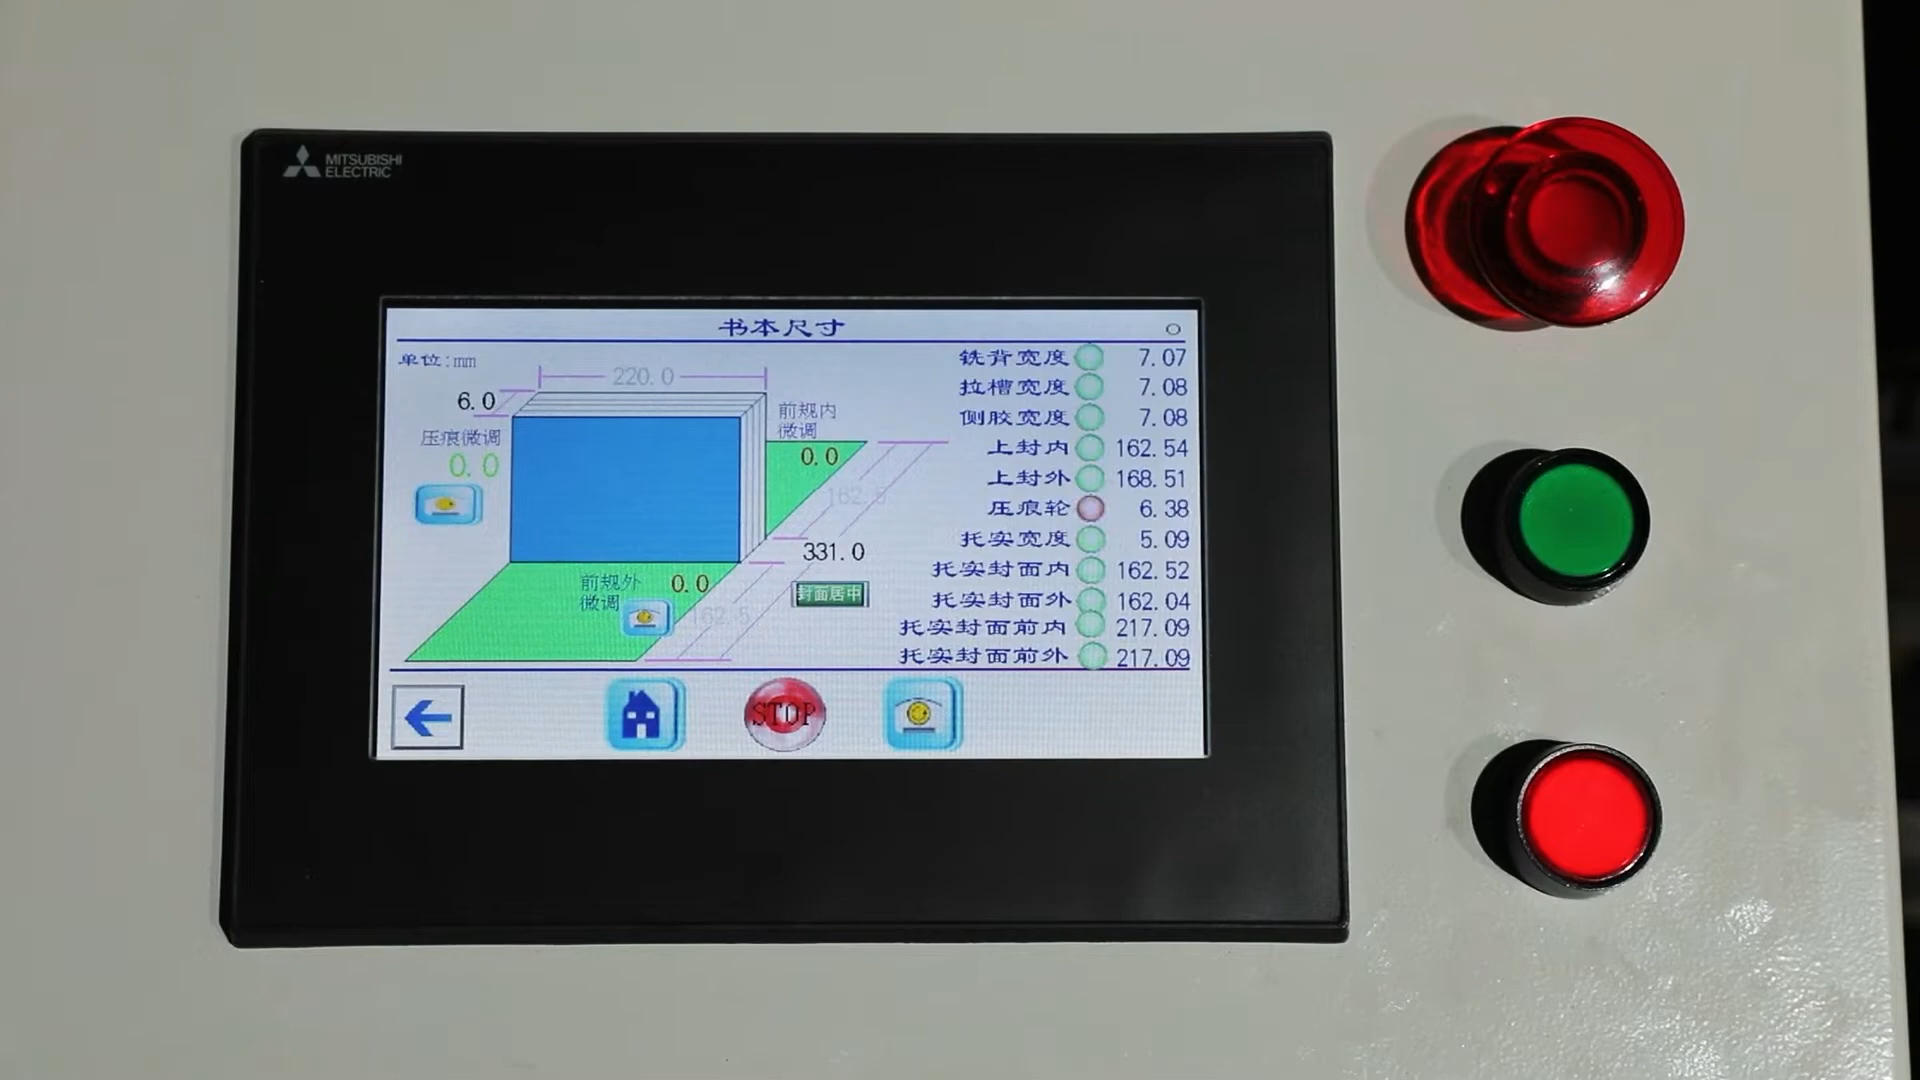 MITSUBISHI
ELECTRIC
书本尺寸
单位:mm
220.0
6.0
压痕微调
0.0
前规内
微调
0.0
162.5
331.0
封面居中
前规外
微调
0.0
162.5
铣背宽度 7.07
拉槽宽度 7.08
侧胶宽度 7.08
上封内 162.54
上封外 168.51
压痕轮 6.38
托实宽度 5.09
托实封面内 162.52
托实封面外 162.04
托实封面前内 217.09
托实封面前外 217.09
STOP